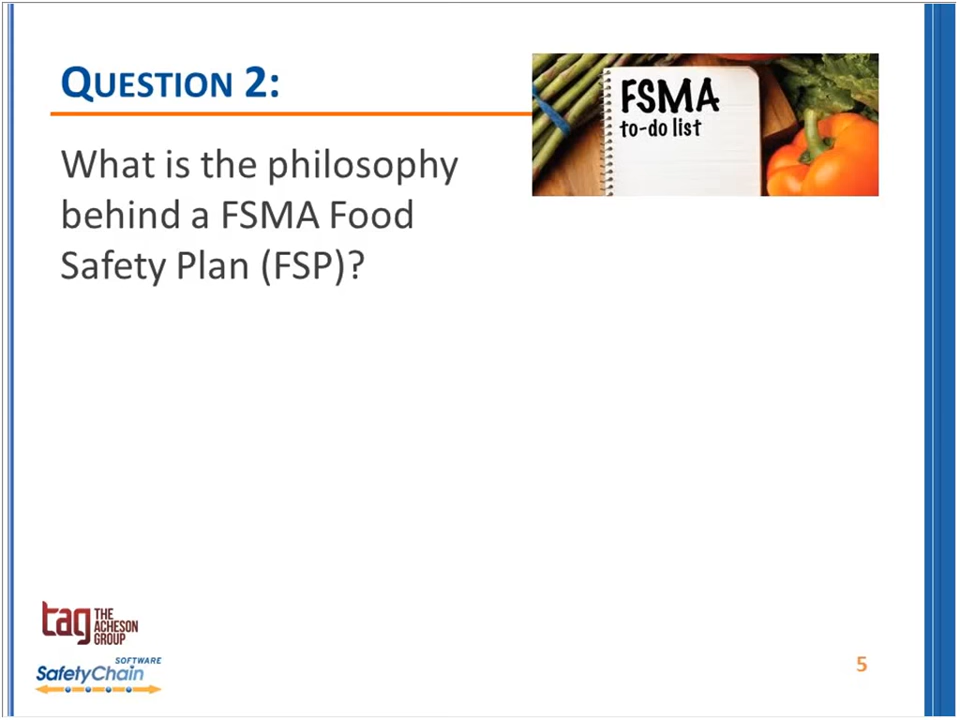 QUESTION 2:
FSMA
to-do list
What is the philosophy
behind a FSMA Food
Safety Plan (FSP)?
tag THE
ACHESON
GROUP
SOFTWARE
SafetyChain
5